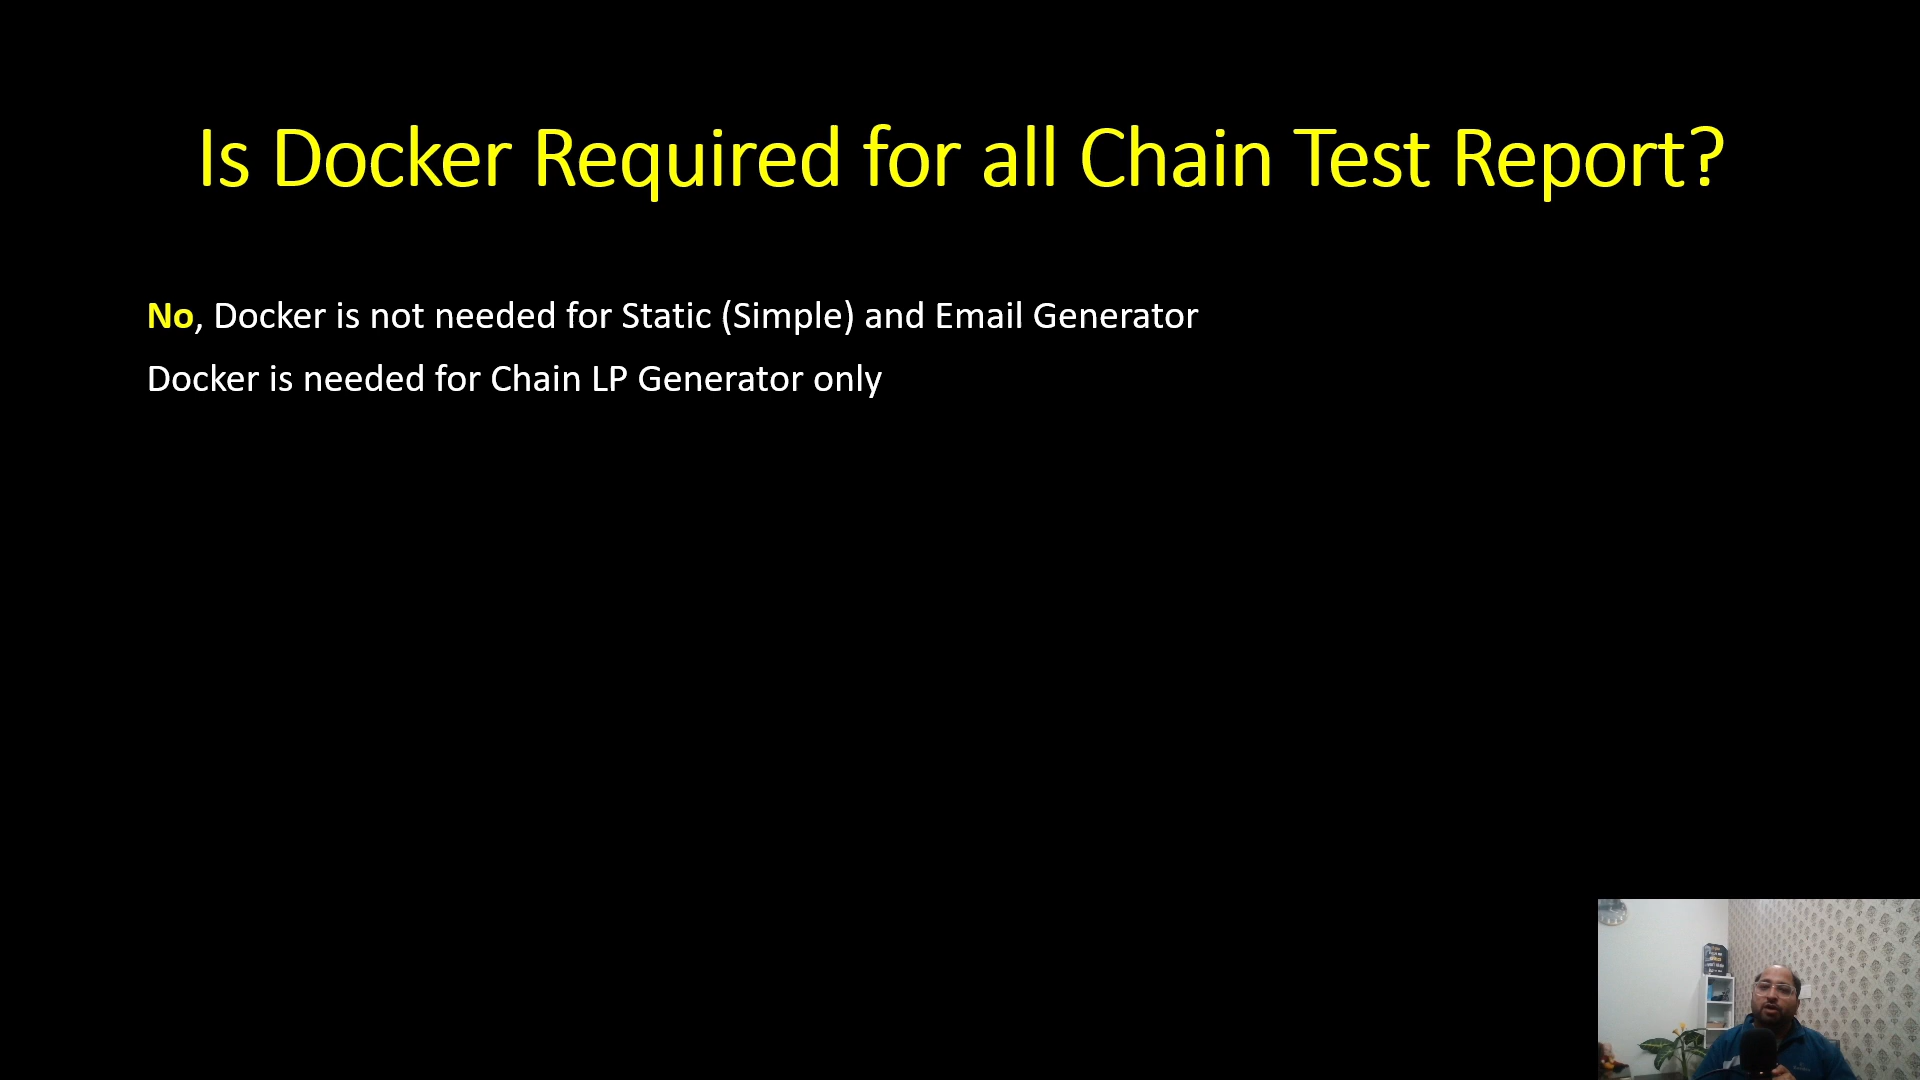 Is Docker Required for all Chain Test Report?
No, Docker is not needed for Static (Simple) and Email Generator
Docker is needed for Chain LP Generator only